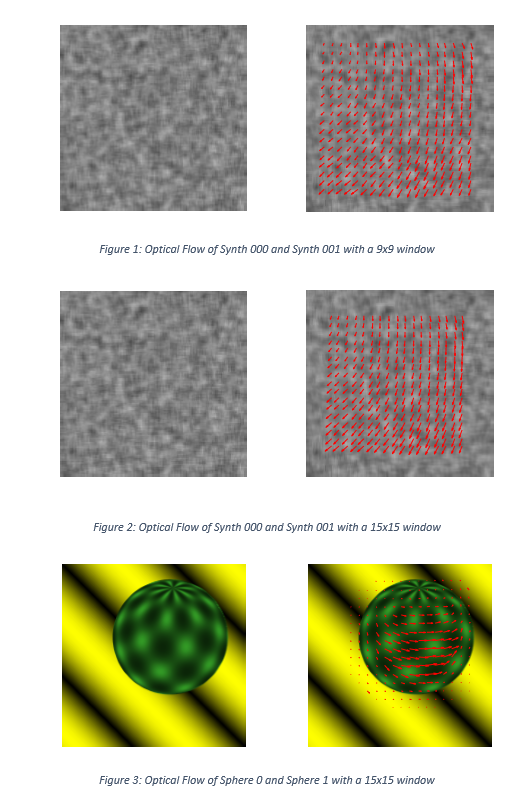 Figure 1: Optical Flow of Synth 000 and Synth 001 with a 9x9 window
Figure 2: Optical Flow of Synth 000 and Synth 001 with a 15x15 window
Figure 3: Optical Flow of Sphere 0 and Sphere 1 with a 15x15 window